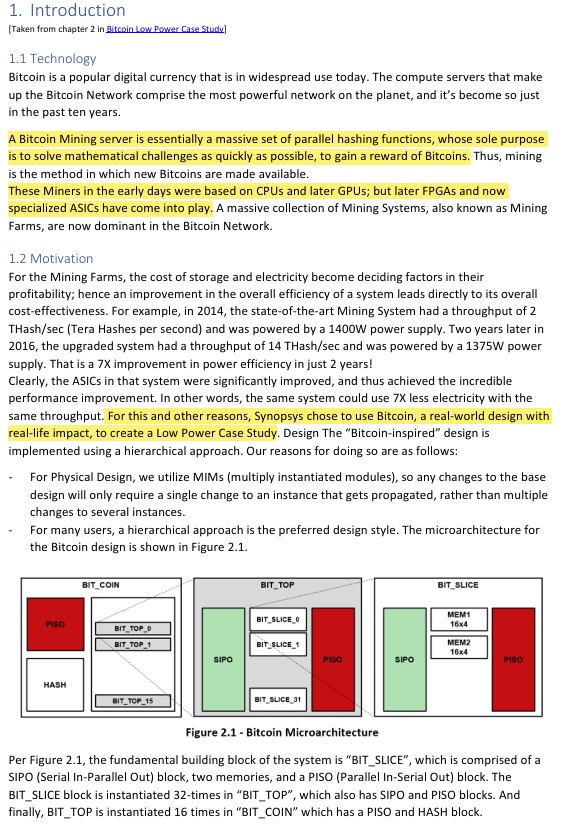 1. Introduction
[Taken from chapter 2 in Bitcoin Low Power Case Study]
1.1 Technology
Bitcoin is a popular digital currency that is in widespread use today. The compute servers that make
up the Bitcoin Network comprise the most powerful network on the planet, and it's become so just
in the past ten years.
A Bitcoin Mining server is essentially a massive set of parallel hashing functions, whose sole purpose
is to solve mathematical challenges as quickly as possible, to gain a reward of Bitcoins. Thus, mining
is the method in which new Bitcoins are made available.
These Miners in the early days were based on CPUs and later GPUs; but later FPGAs and now
specialized ASICs have come into play. A massive collection of Mining Systems, also known as Mining
Farms, are now dominant in the Bitcoin Network.
1.2 Motivation
For the Mining Farms, the cost of storage and electricity become deciding factors in their
profitability; hence an improvement in the overall efficiency of a system leads directly to its overall
cost-effectiveness. For example, in 2014, the state-of-the-art Mining System had a throughput of 2
THash/sec (Tera Hashes per second) and was powered by a 1400W power supply. Two years later in
2016, the upgraded system had a throughput of 14 THash/sec and was powered by a 1375W power
supply. That is a 7X improvement in power efficiency in just 2 years!
Clearly, the ASICs in that system were significantly improved, and thus achieved the incredible
performance improvement. In other words, the same system could use 7X less electricity with the
same throughput. For this and other reasons, Synopsys chose to use Bitcoin, a real-world design with
real-life impact, to create a Low Power Case Study. Design The "Bitcoin-inspired" design is
implemented using a hierarchical approach. Our reasons for doing so are as follows:
- For Physical Design, we utilize MIMs (multiply instantiated modules), so any changes to the base
design will only require a single change to an instance that gets propagated, rather than multiple
changes to several instances.
- For many users, a hierarchical approach is the preferred design style. The microarchitecture for
the Bitcoin design is shown in Figure 2.1.
BIT_COIN
PISO
HASH
BIT_TOP_0
BIT_TOP_1
BIT_TOP_15
BIT_TOP
SIPO
BIT_SLICE_0
BIT_SLICE_1
BIT_SLICE_31
PISO
BIT_SLICE
SIPO
MEM1
16x4
MEM2
16x4
PISO
Figure 2.1 - Bitcoin Microarchitecture
Per Figure 2.1, the fundamental building block of the system is "BIT_SLICE", which is comprised of a
SIPO (Serial In-Parallel Out) block, two memories, and a PISO (Parallel In-Serial Out) block. The
BIT_SLICE block is instantiated 32-times in "BIT_TOP", which also has SIPO and PISO blocks. And
finally, BIT_TOP is instantiated 16 times in "BIT_COIN" which has a PISO and HASH block.